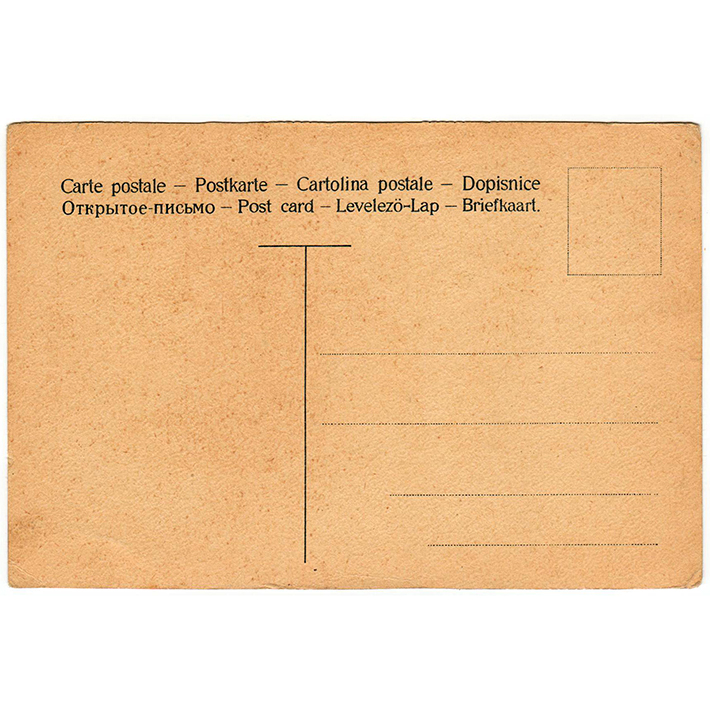 Carte postale – Postkarte – Cartolina postale – Dopisnice
Открытое-письмо – Post card – Levelezö-Lap – Briefkaart.